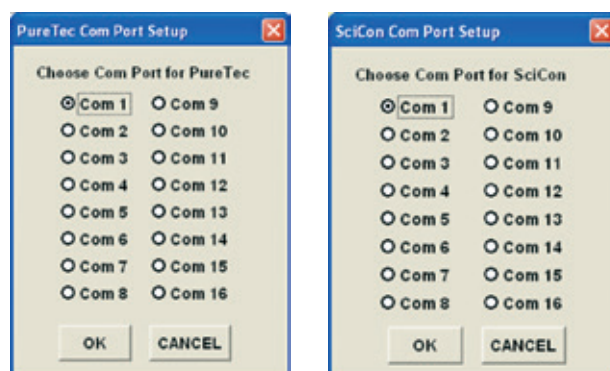 PureTec Com Port Setup
Choose Com Port for PureTec
Com 1 Com 9
Com 2 Com 10
Com 3 Com 11
Com 4 Com 12
Com 5 Com 13
Com 6 Com 14
Com 7 Com 15
Com 8 Com 16
OK CANCEL
SciCon Com Port Setup
Choose Com Port for SciCon
Com 1 Com 9
Com 2 Com 10
Com 3 Com 11
Com 4 Com 12
Com 5 Com 13
Com 6 Com 14
Com 7 Com 15
Com 8 Com 16
OK CANCEL